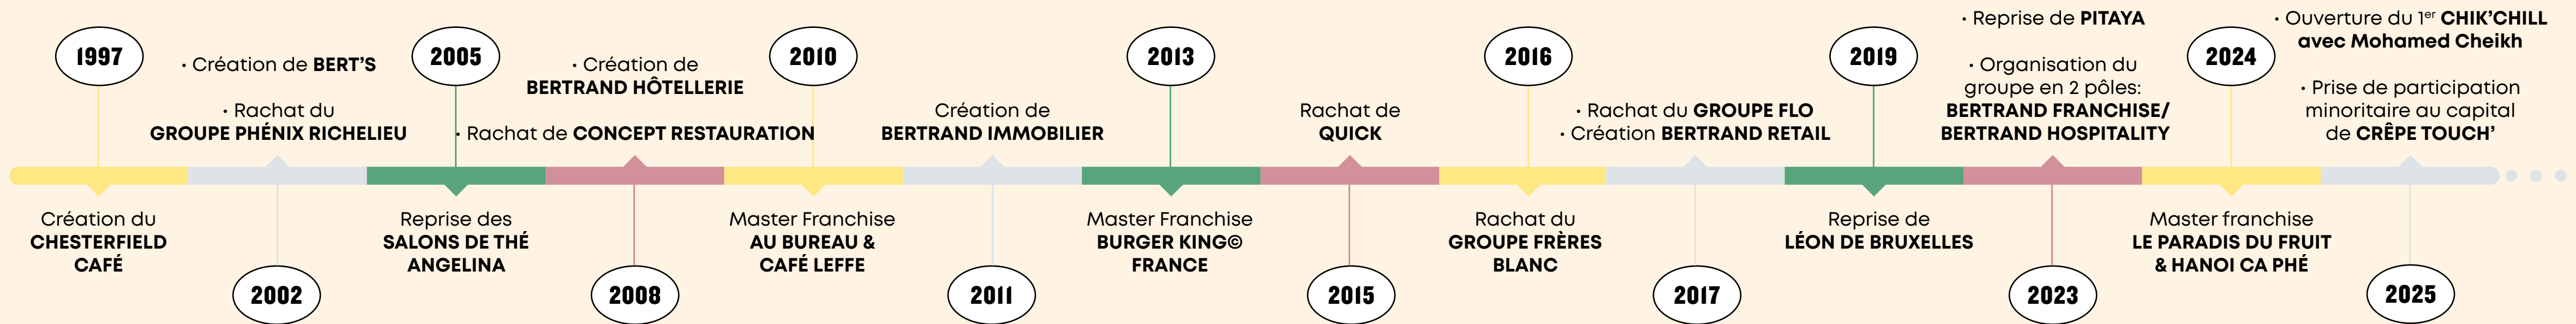 1997
Création du
CHESTERFIELD
CAFÉ
· Création de BERT'S
· Rachat du
GROUPE PHÉNIX RICHELIEU
2002
2005
Reprise des
SALONS DE THÉ
ANGELINA
· Création de
BERTRAND HÔTELLERIE
· Rachat de CONCEPT RESTAURATION
2008
2010
Master Franchise
AU BUREAU &
CAFÉ LEFFE
Création de
BERTRAND IMMOBILIER
2011
2013
Master Franchise
BURGER KING©
FRANCE
Rachat de
QUICK
2015
2016
Rachat du
GROUPE FRÈRES
BLANC
· Rachat du GROUPE FLO
· Création BERTRAND RETAIL
2017
2019
Reprise de
LÉON DE BRUXELLES
· Reprise de PITAYA
· Organisation du
groupe en 2 pôles:
BERTRAND FRANCHISE/
BERTRAND HOSPITALITY
2023
2024
Master franchise
LE PARADIS DU FRUIT
& HANOI CA PHÉ
· Ouverture du 1er CHIK'CHILL
avec Mohamed Cheikh
· Prise de participation
minoritaire au capital
de CRÊPE TOUCH'
2025